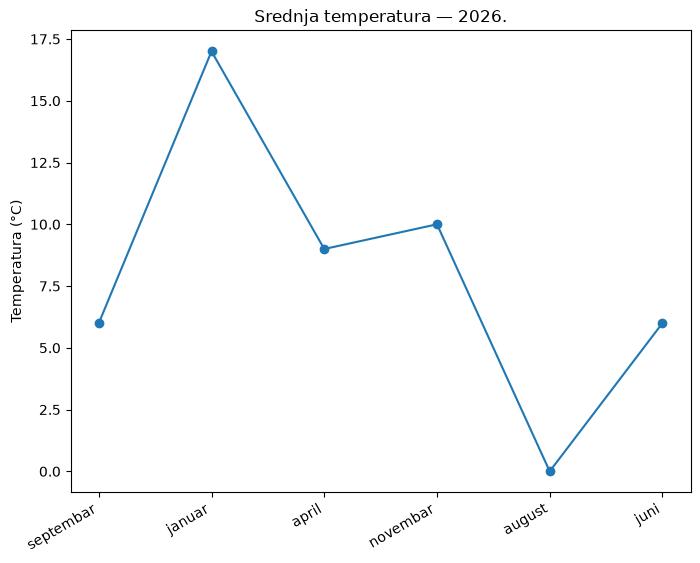 Srednja temperatura — 2026.
Temperatura (°C)
17.5
15.0
12.5
10.0
7.5
5.0
2.5
0.0
septembar
januar
april
novembar
august
juni